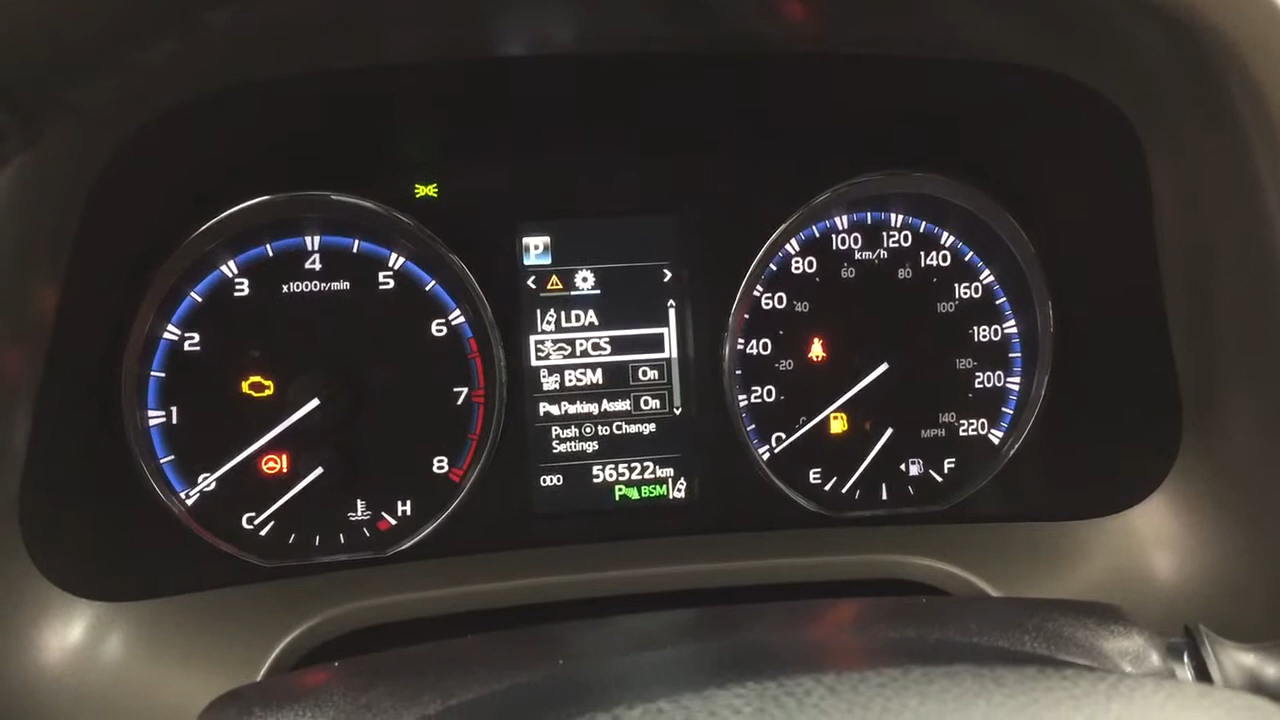 x1000r/min
0
1
2
3
4
5
6
7
8
C
H
P
LDA
PCS
BSM
BSM On
Parking Assist On
Push to Change
Settings
ODO 56522km
P BSM
km/h
0
20
40
60
80
100
120
140
160
180
200
220
20
40
60
80
100
120
140
MPH
E
F